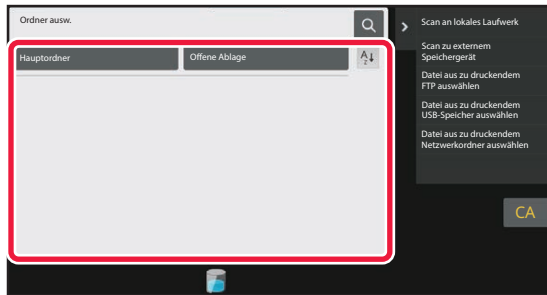 Ordner ausw.
Hauptordner
Offene Ablage
A
z
Scan an lokales Laufwerk
Scan zu externem
Speichergerät
Datei aus zu druckendem
FTP auswählen
Datei aus zu druckendem
USB-Speicher auswählen
Datei aus zu druckendem
Netzwerkordner auswählen
CA